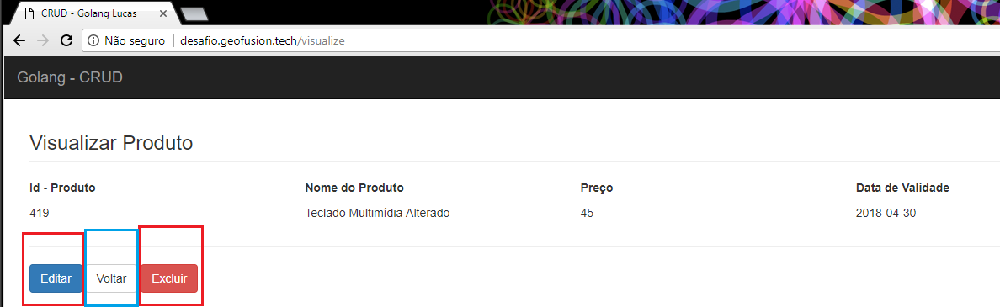 CRUD - Golang Lucas
Não seguro desafio.geofusion.tech/visualize
Golang - CRUD
Visualizar Produto
Id - Produto Nome do Produto Preço Data de Validade
419 Teclado Multimídia Alterado 45 2018-04-30
Editar Voltar Excluir